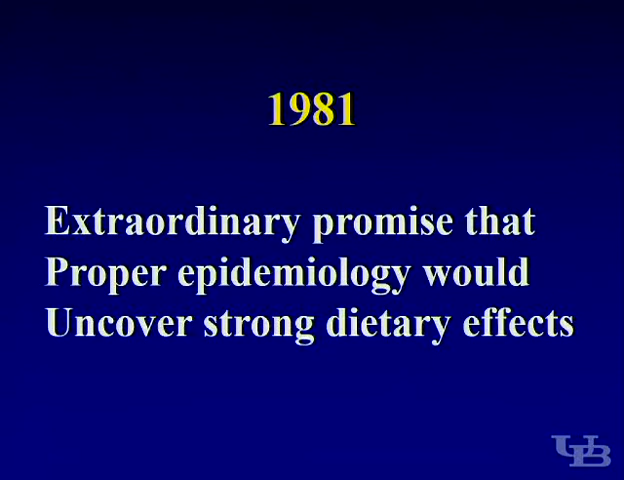 1981
Extraordinary promise that
Proper epidemiology would
Uncover strong dietary effects
UB